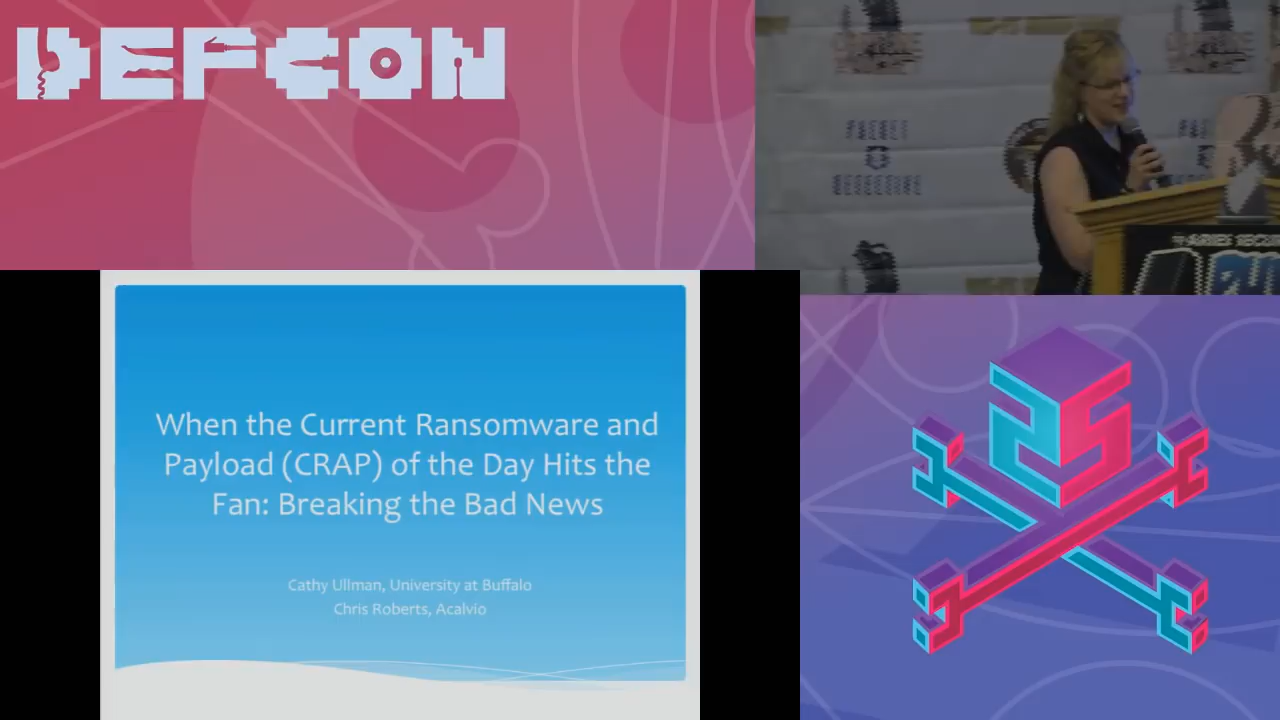 DEFCON
When the Current Ransomware and
Payload (CRAP) of the Day Hits the
Fan: Breaking the Bad News
Cathy Ullman, University at Buffalo
Chris Roberts, Acalvio
25